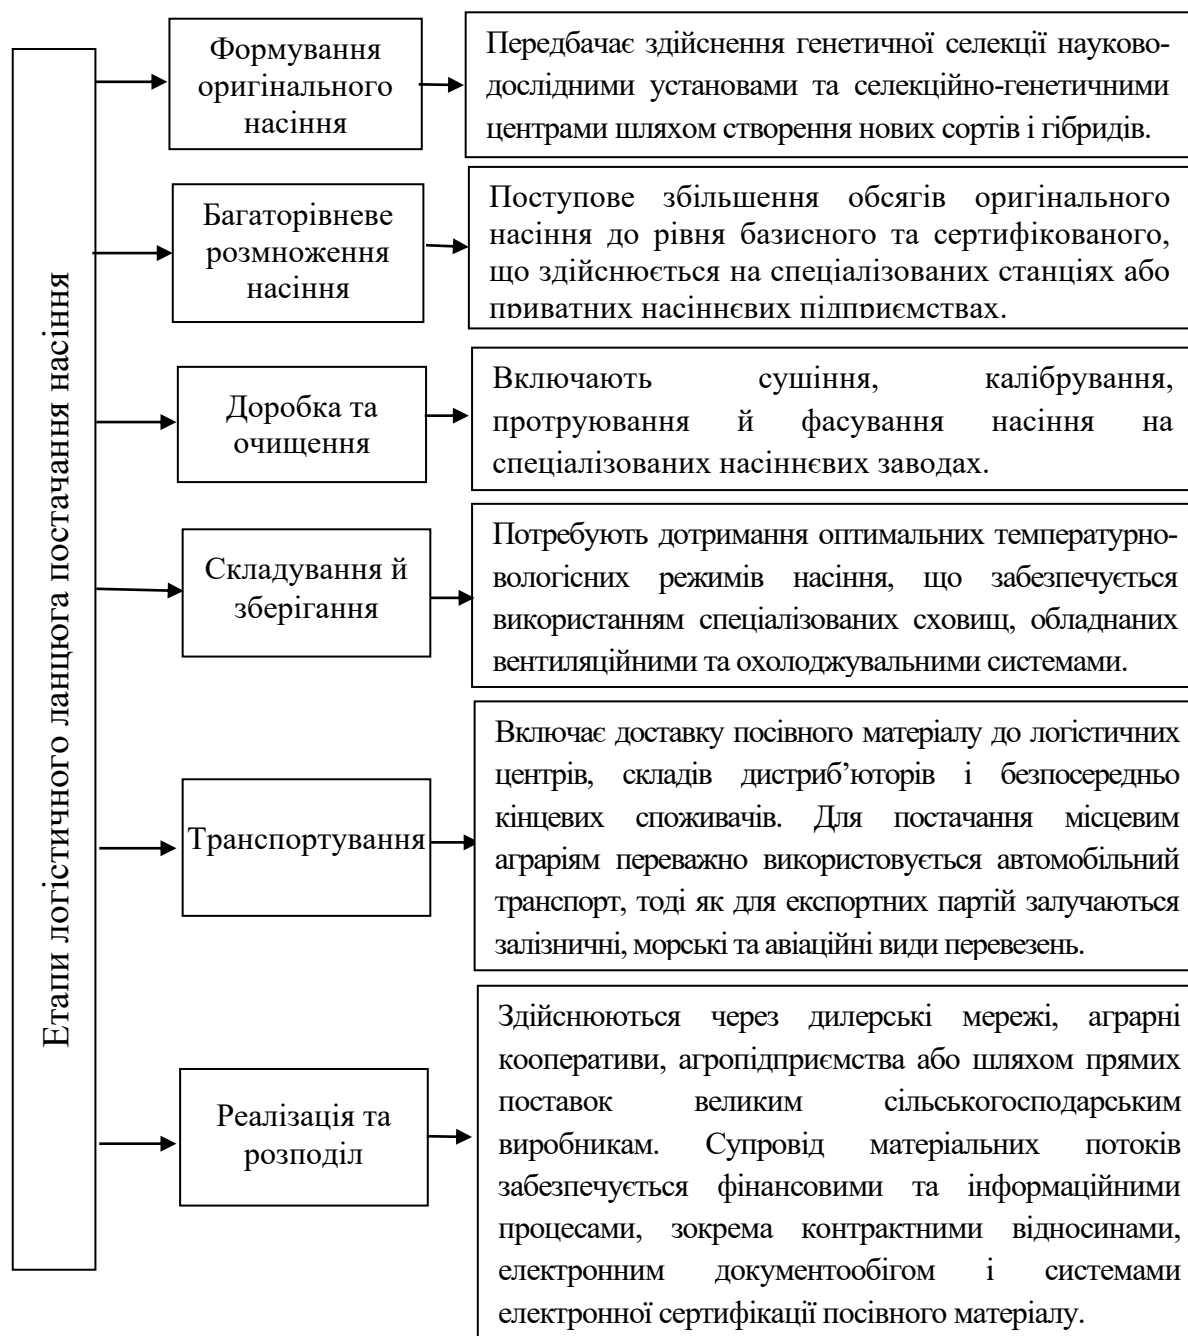 Етапи логістичного ланцюга постачання насіння
Формування
оригінального
насіння
Передбачає здійснення генетичної селекції науково-
дослідними установами та селекційно-генетичними
центрами шляхом створення нових сортів і гібридів.
Багаторівневе
розмноження
насіння
Поступове збільшення обсягів оригінального
насіння до рівня базисного та сертифікованого,
що здійснюється на спеціалізованих станціях або
приватних насіннєвих підприємствах.
Доробка та
очищення
Включають сушіння, калібрування,
протруювання й фасування насіння на
спеціалізованих насіннєвих заводах.
Складування й
зберігання
Потребують дотримання оптимальних температурно-
вологісних режимів насіння, що забезпечується
використанням спеціалізованих сховищ, обладнаних
вентиляційними та охолоджувальними системами.
Транспортування
Включає доставку посівного матеріалу до логістичних
центрів, складів дистриб’юторів і безпосередньо
кінцевих споживачів. Для постачання місцевим
аграріям переважно використовується автомобільний
транспорт, тоді як для експортних партій залучаються
залізничні, морські та авіаційні види перевезень.
Реалізація та
розподіл
Здійснюються через дилерські мережі, аграрні
кооперативи, агропідприємства або шляхом прямих
поставок великим сільськогосподарським
виробникам. Супровід матеріальних потоків
забезпечується фінансовими та інформаційними
процесами, зокрема контрактними відносинами,
електронним документообігом і системами
електронної сертифікації посівного матеріалу.